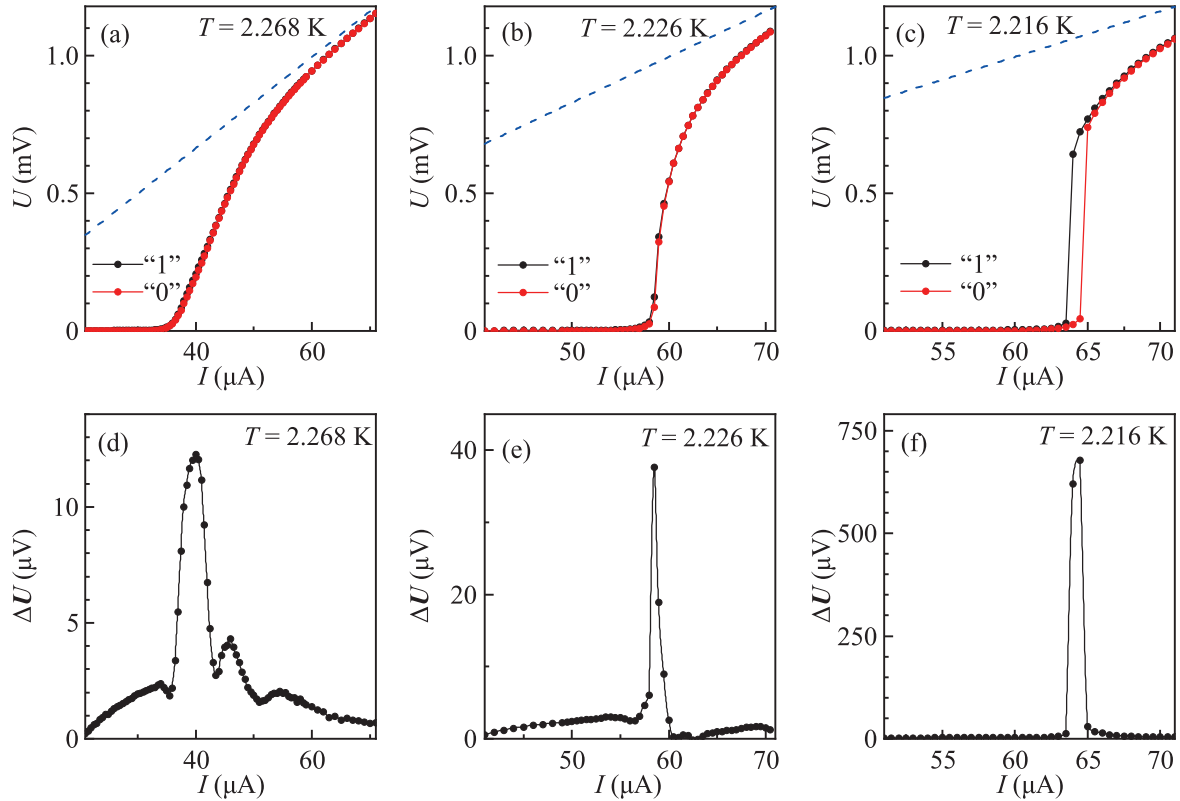 (a) T = 2.268 K
1.0
0.5
0
U (mV)
“1”
“0”
40 60
I (μA)
(b) T = 2.226 K
1.0
0.5
0
U (mV)
“1”
“0”
50 60 70
I (μA)
(c) T = 2.216 K
1.0
0.5
0
U (mV)
“1”
“0”
55 60 65 70
I (μA)
(d) T = 2.268 K
10
5
0
ΔU (μV)
40 60
I (μA)
(e) T = 2.226 K
40
20
0
ΔU (μV)
50 60 70
I (μA)
(f) T = 2.216 K
750
500
250
0
ΔU (μV)
55 60 65 70
I (μA)